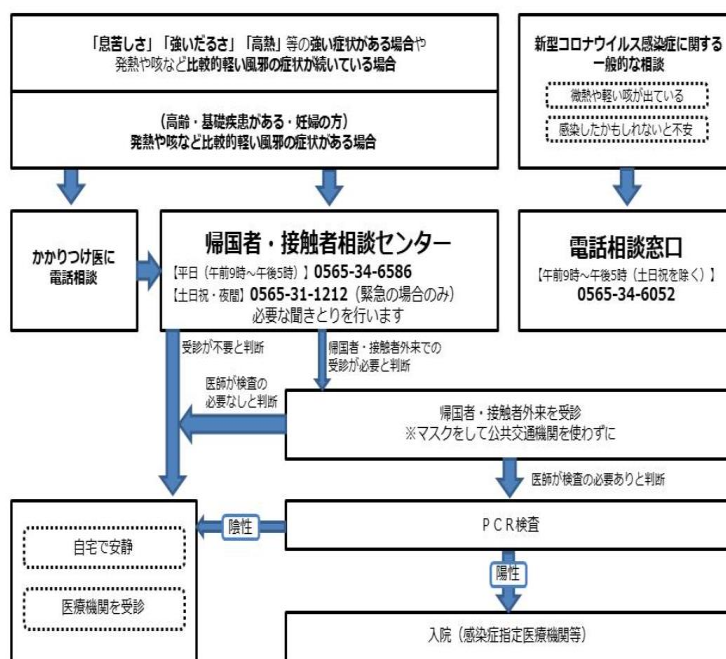 「息苦しさ」「強いだるさ」「高熱」等の強い症状がある場合や
発熱や咳など比較的軽い風邪の症状が続いている場合
(高齢・基礎疾患がある・妊婦の方)
発熱や咳など比較的軽い風邪の症状がある場合
新型コロナウイルス感染症に関する
一般的な相談
微熱や軽い咳が出ている
感染したかもしれないと不安
かかりつけ医に
電話相談
帰国者・接触者相談センター
【平日(午前9時～午後5時)】0565-34-6586
【土日祝・夜間】0565-31-1212(緊急の場合のみ)
必要な聞きとりを行います
電話相談窓口
【午前9時～午後5時(土日祝を除く)】
0565-34-6052
受診が不要と判断
帰国者・接触者外来での
受診が必要と判断
医師が検査の
必要なしと判断
帰国者・接触者外来を受診
※マスクをして公共交通機関を使わずに
医師が検査の必要ありと判断
自宅で安静
医療機関を受診
陰性
PCR検査
陽性
入院(感染症指定医療機関等)